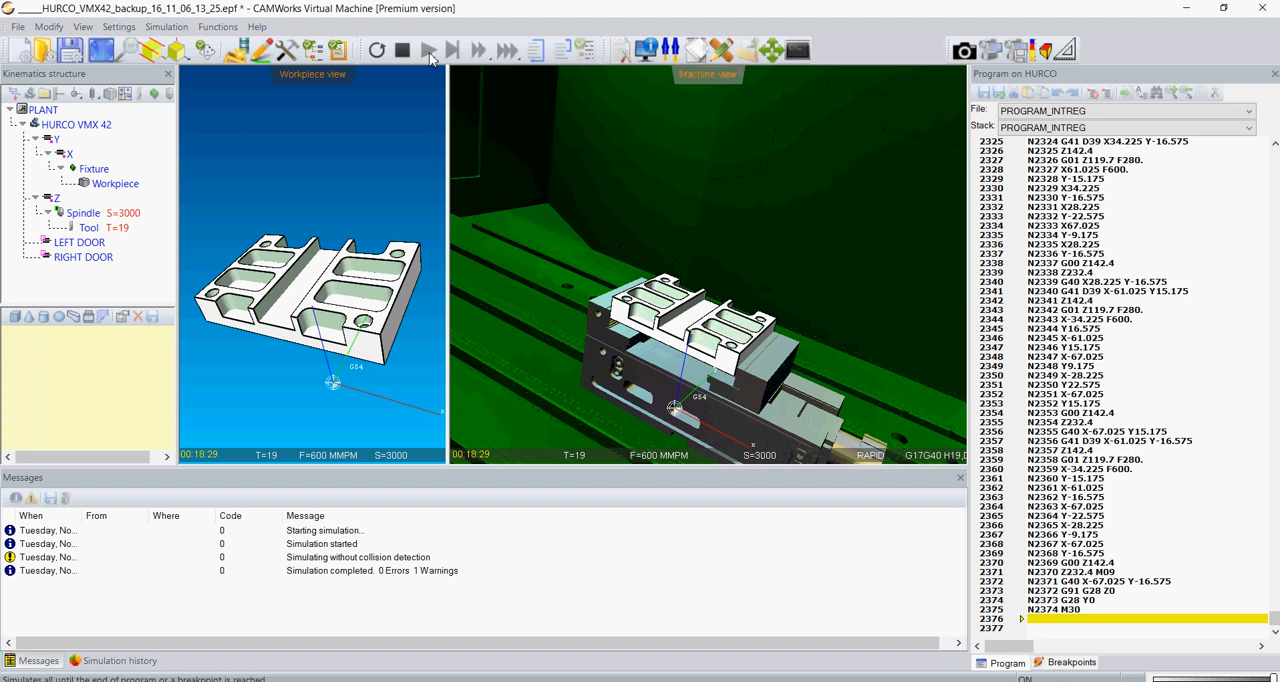 _____HURCO_VMX42_backup_16_11_06_13_25.epf * - CAMWorks Virtual Machine [Premium version]
File Modify View Settings Simulation Functions Help
Kinematics structure
PLANT
HURCO VMX 42
Y
X
Fixture
Workpiece
Z
Spindle S=3000
Tool T=19
LEFT DOOR
RIGHT DOOR
Workpiece view
G54
X
00:18:29 T=19 F=600 MMPM S=3000
Machine view
G54
X
00:18:29 T=19 F=600 MMPM S=3000 RAPID G17G40 H19,D
Program on HURCO
File: PROGRAM_INTREG
Stack: PROGRAM_INTREG
2325 N2324 G41 D39 X34.225 Y-16.575
2326 N2325 Z142.4
2327 N2326 G01 Z119.7 F280.
2328 N2327 X61.025 F600.
2329 N2328 Y-15.175
2330 N2329 X34.225
2331 N2330 Y-16.575
2332 N2331 X28.225
2333 N2332 Y-22.575
2334 N2333 X67.025
2335 N2334 Y-9.175
2336 N2335 X28.225
2337 N2336 Y-16.575
2338 N2337 G00 Z142.4
2339 N2338 Z232.4
2340 N2339 G40 X28.225 Y-16.575
2341 N2340 G41 D39 X-61.025 Y15.175
2342 N2341 Z142.4
2343 N2342 G01 Z119.7 F280.
2344 N2343 X-34.225 F600.
2345 N2344 Y16.575
2346 N2345 X-61.025
2347 N2346 Y15.175
2348 N2347 X-67.025
2349 N2348 Y9.175
2350 N2349 X-28.225
2351 N2350 Y22.575
2352 N2351 X-67.025
2353 N2352 Y15.175
2354 N2353 G00 Z142.4
2355 N2354 Z232.4
2356 N2355 G40 X-67.025 Y15.175
2357 N2356 G41 D39 X-61.025 Y-16.575
2358 N2357 Z142.4
2359 N2358 G01 Z119.7 F280.
2360 N2359 X-34.225 F600.
2361 N2360 Y-15.175
2362 N2361 X-61.025
2363 N2362 Y-16.575
2364 N2363 X-67.025
2365 N2364 Y-22.575
2366 N2365 X-28.225
2367 N2366 Y-9.175
2368 N2367 X-67.025
2369 N2368 Y-16.575
2370 N2369 G00 Z142.4
2371 N2370 Z232.4 M09
2372 N2371 G40 X-67.025 Y-16.575
2373 N2372 G91 G28 Z0
2374 N2373 G28 Y0
2375 N2374 M30
2376
2377
Program Breakpoints
Messages
When From Where Code Message
Tuesday, No... 0 Starting simulation...
Tuesday, No... 0 Simulation started
Tuesday, No... 0 Simulating without collision detection
Tuesday, No... 0 Simulation completed. 0 Errors 1 Warnings
Messages Simulation history
Simulates all until the end of program or a breakpoint is reached
ON